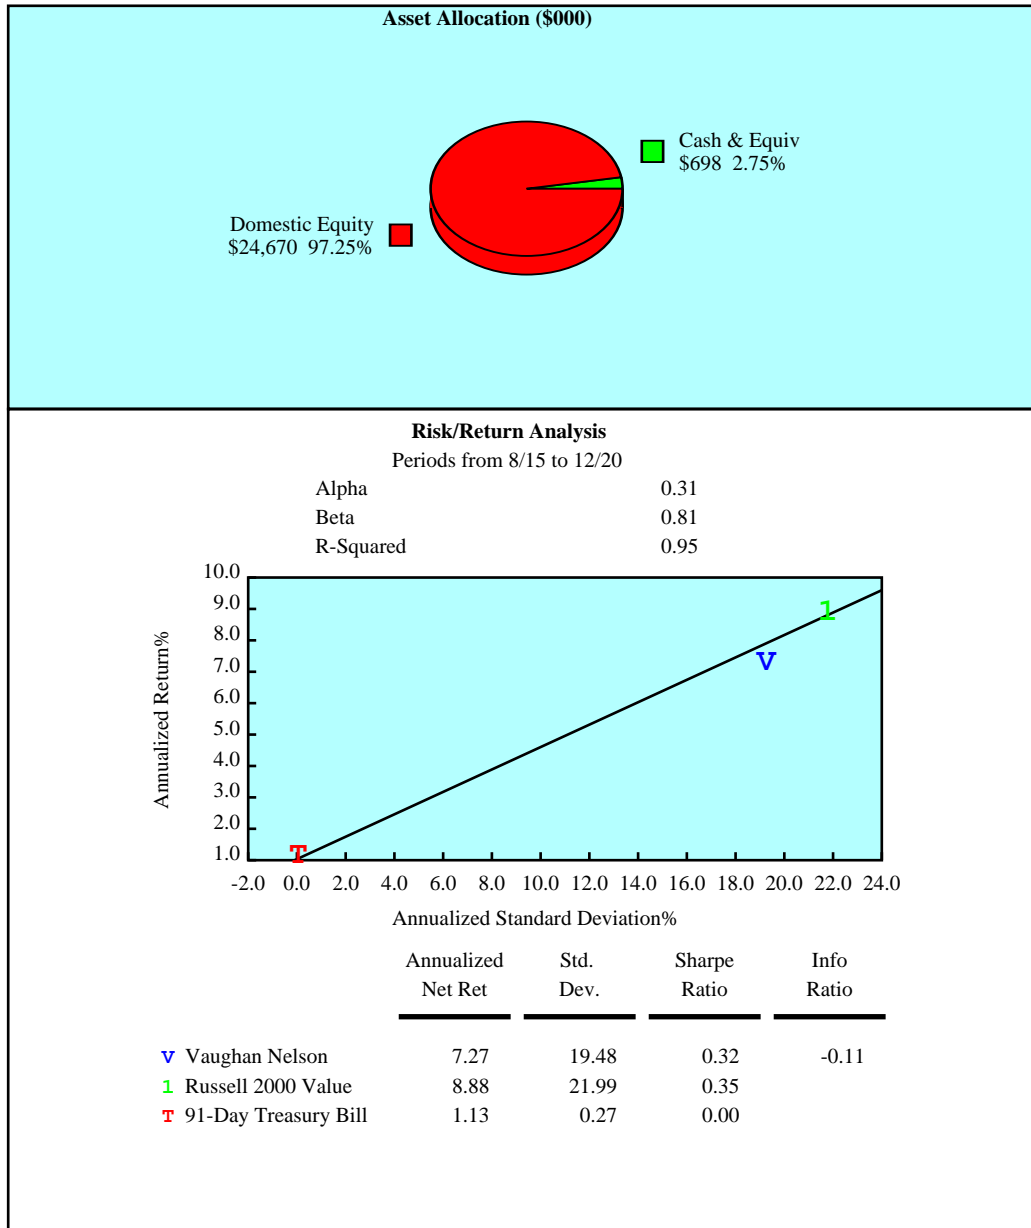 Asset Allocation ($000)
Cash & Equiv
$698 2.75%
Domestic Equity
$24,670 97.25%
Risk/Return Analysis
Periods from 8/15 to 12/20
Alpha 0.31
Beta 0.81
R-Squared 0.95
10.0
9.0
8.0
7.0
6.0
5.0
4.0
3.0
2.0
1.0
Annualized Return%
1
V
T
-2.0 0.0 2.0 4.0 6.0 8.0 10.0 12.0 14.0 16.0 18.0 20.0 22.0 24.0
Annualized Standard Deviation%
Annualized Std. Sharpe Info
Net Ret Dev. Ratio Ratio
V Vaughan Nelson 7.27 19.48 0.32 -0.11
1 Russell 2000 Value 8.88 21.99 0.35
T 91-Day Treasury Bill 1.13 0.27 0.00